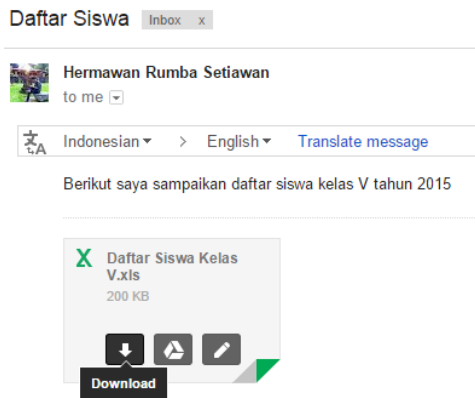 Daftar Siswa Inbox x
Hermawan Rumba Setiawan
to me
Indonesian > English Translate message
Berikut saya sampaikan daftar siswa kelas V tahun 2015
X Daftar Siswa Kelas
V.xls
200 KB
Download